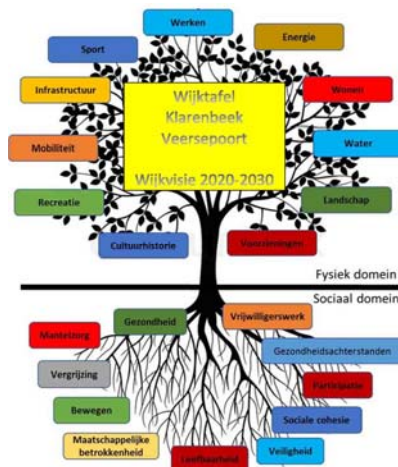 Werken
Energie
Sport
Infrastructuur
Wonen
Wijktafel
Klarenbeek
Veersepoort
Wijkvisie 2020-2030
Mobiliteit
Water
Recreatie
Landschap
Cultuurhistorie
Voorzieningen
Fysiek domein
Sociaal domein
Gezondheid
Vrijwilligerswerk
Mantelzorg
Gezondheidsachterstanden
Vergrijzing
Participatie
Bewegen
Sociale cohesie
Maatschappelijke
betrokkenheid
Leefbaarheid
Veiligheid